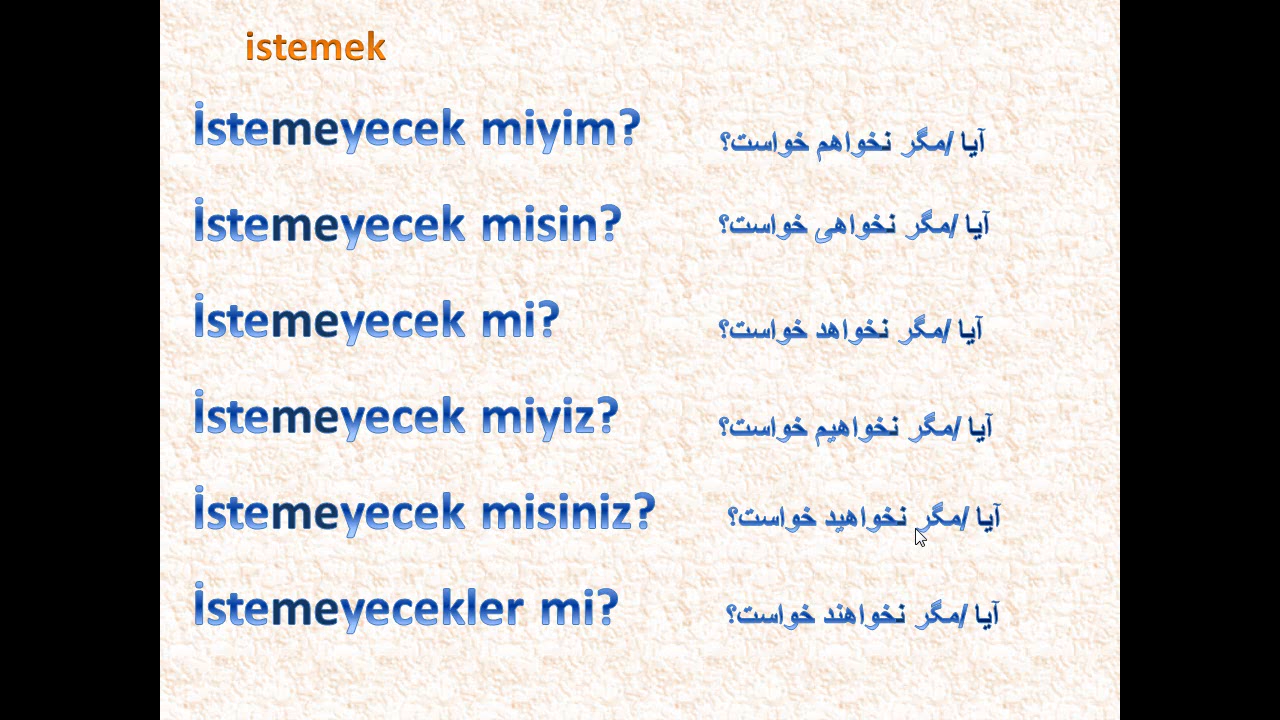 istemek
İstemeyecek miyim? آیا /مگر نخواهم خواست؟
İstemeyecek misin? آیا /مگر نخواهی خواست؟
İstemeyecek mi? آیا /مگر نخواهد خواست؟
İstemeyecek miyiz? آیا /مگر نخواهیم خواست؟
İstemeyecek misiniz? آیا /مگر نخواهید خواست؟
İstemeyecekler mi? آیا /مگر نخواهند خواست؟